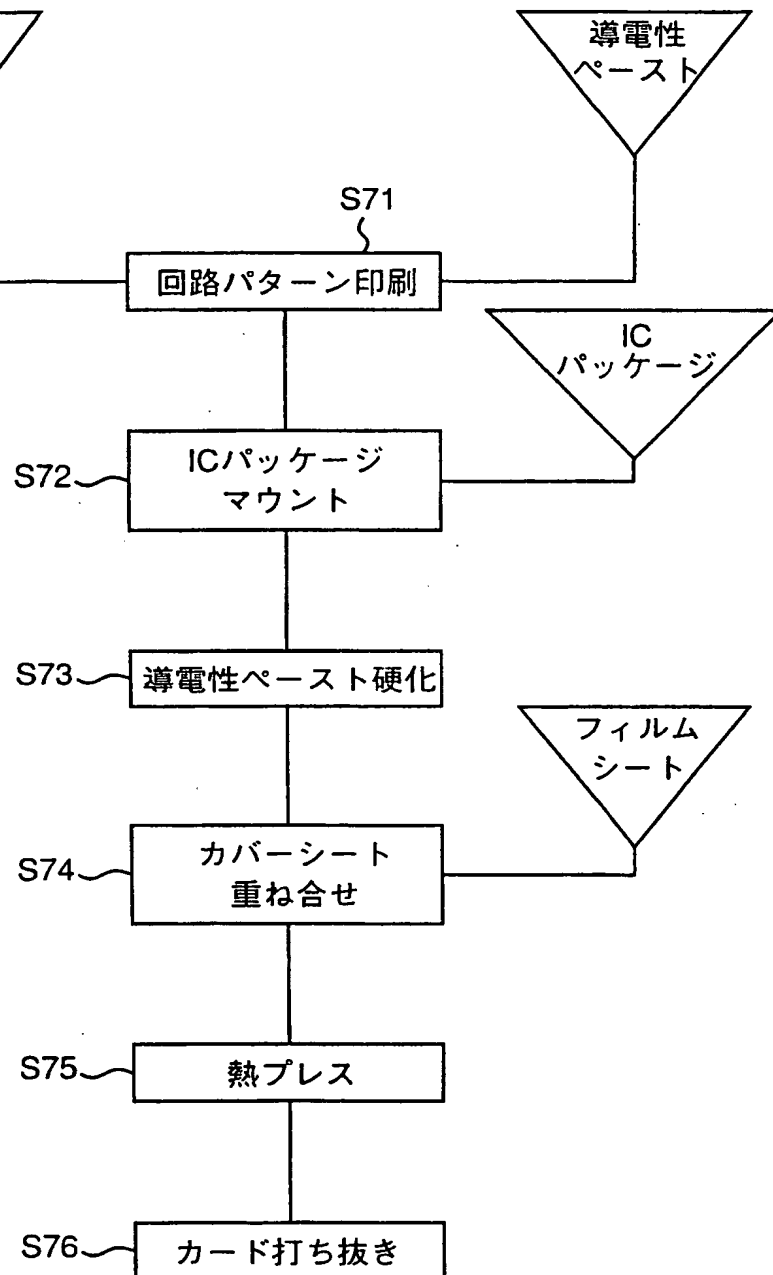 導電性
ペースト
S71
回路パターン印刷
IC
パッケージ
S72
ICパッケージ
マウント
S73
導電性ペースト硬化
フィルム
シート
S74
カバーシート
重ね合せ
S75
熱プレス
S76
カード打ち抜き